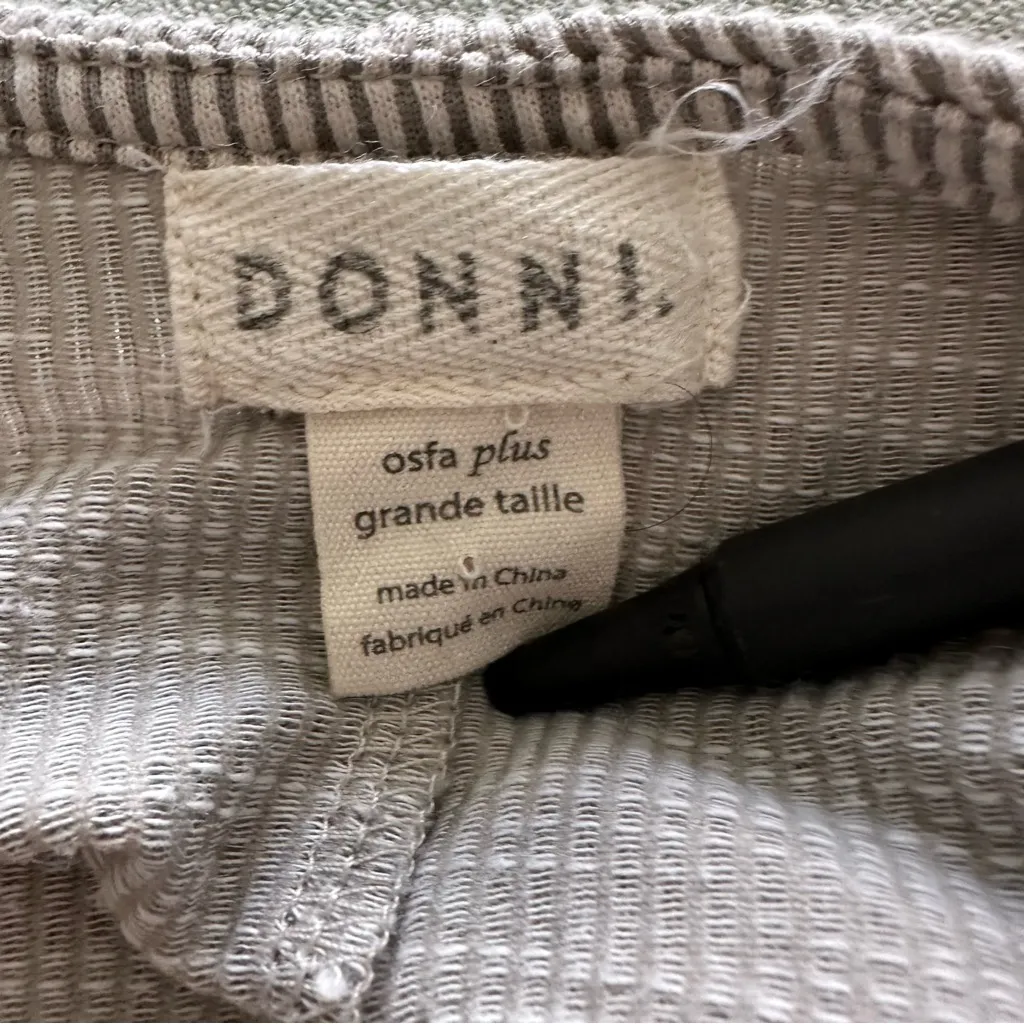 DONNI.
osfa plus
grande taille
made in China
fabriqué en Chine